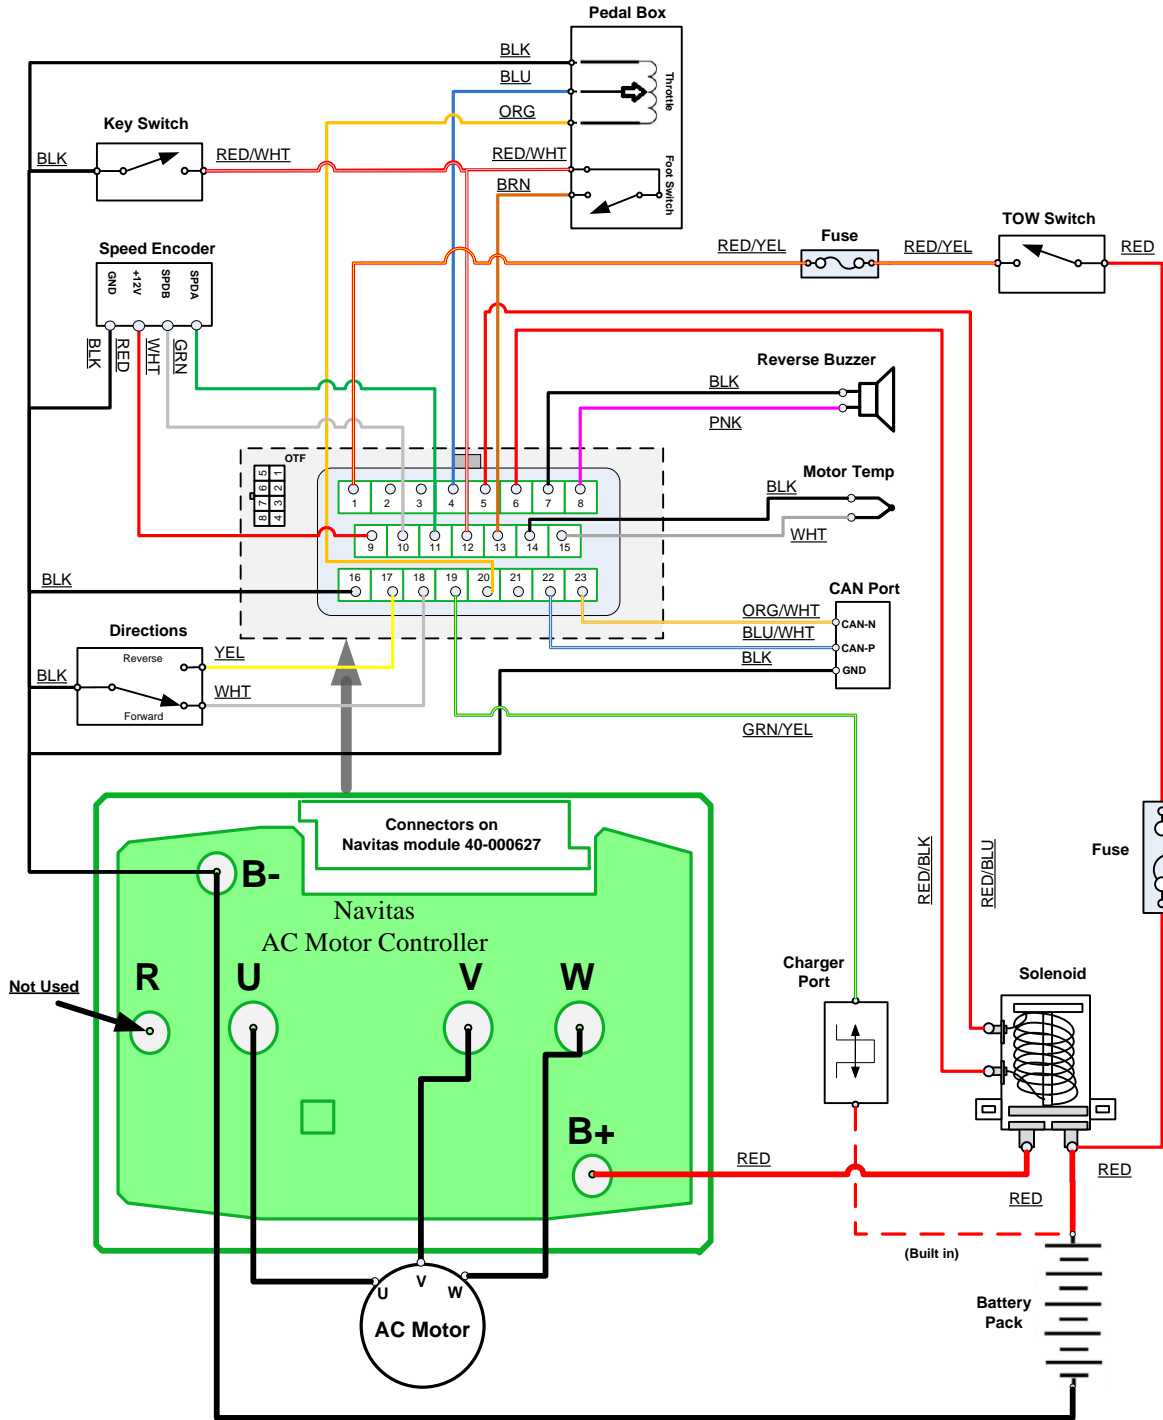 Pedal Box
BLK
BLU
ORG
Throttle
Key Switch
BLK
RED/WHT
RED/WHT
BRN
Foot Switch
TOW Switch
Fuse
RED/YEL
RED/YEL
RED
Speed Encoder
GND
+12V
SPDB
SPDA
BLK
RED
WHT
GRN
Reverse Buzzer
BLK
PNK
OTF
5 1
6 2
7 3
8 4
1 2 3 4 5 6 7 8
Motor Temp
BLK
WHT
9 10 11 12 13 14 15
BLK
16 17 18 19 20 21 22 23
CAN Port
ORG/WHT
CAN-N
BLU/WHT
CAN-P
BLK
GND
Directions
Reverse
YEL
BLK
WHT
Forward
GRN/YEL
Connectors on
Navitas module 40-000627
RED/BLK
RED/BLU
Fuse
B-
Navitas
AC Motor Controller
R
U
V
W
Not Used
Charger
Port
Solenoid
B+
RED
RED
RED
(Built in)
U
V
W
AC Motor
Battery
Pack